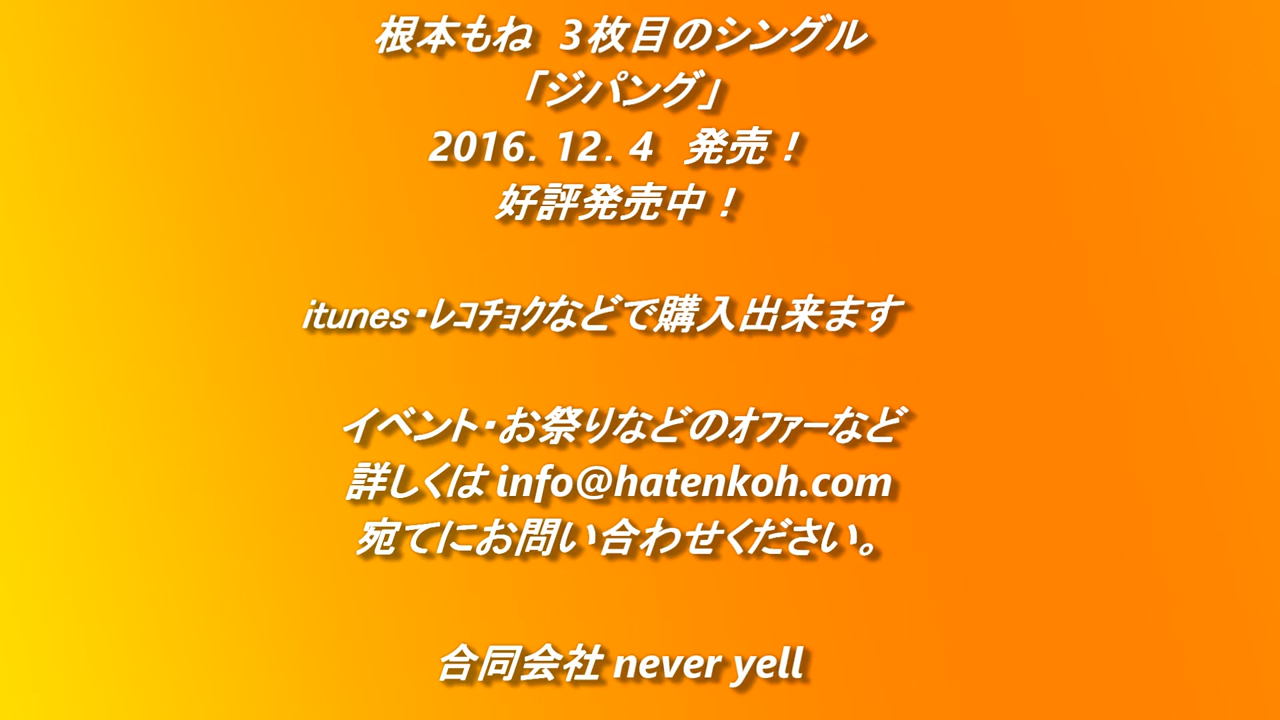 根本もね　3枚目のシングル
「ジパング」
2016．12．4　発売！
好評発売中！
itunes・ﾚｺﾁｮｸなどで購入出来ます
イベント・お祭りなどのｵﾌｧｰなど
詳しくは info@hatenkoh.com
宛てにお問い合わせください。
合同会社 never yell